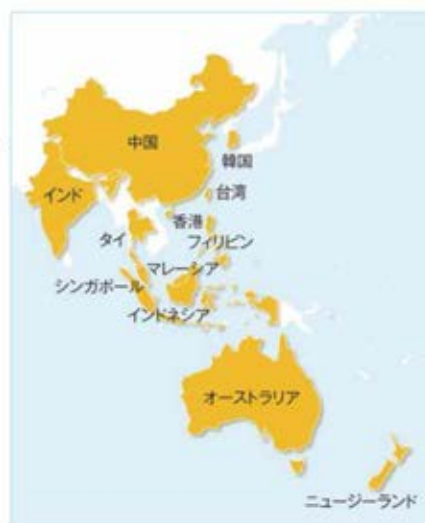 中国
韓国
インド
台湾
香港
タイ
フィリピン
マレーシア
シンガポール
インドネシア
オーストラリア
ニュージーランド